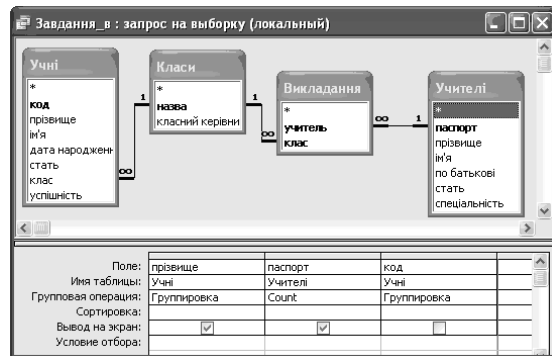 Завдання_в : запрос на выборку (локальный)
Учні
*
код
прізвище
ім'я
дата народженн
стать
клас
успішність
Класи
*
назва
класний керівни
Викладання
*
учитель
клас
Учителі
*
паспорт
прізвище
ім'я
по батькові
стать
спеціальність
1
∞
1
∞
∞
1
Поле: прізвище паспорт код
Имя таблицы: Учні Учителі Учні
Групповая операция: Группировка Count Группировка
Сортировка:
Вывод на экран:
Условие отбора: